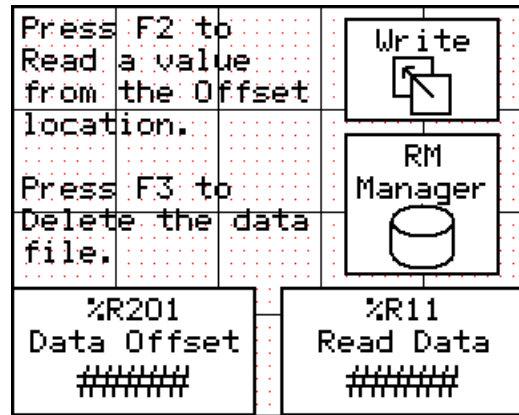 Press F2 to
Read a value
from the Offset
location.
Press F3 to
Delete the data
file.
Write
RM
Manager
%R201
Data Offset
#######
%R11
Read Data
#######